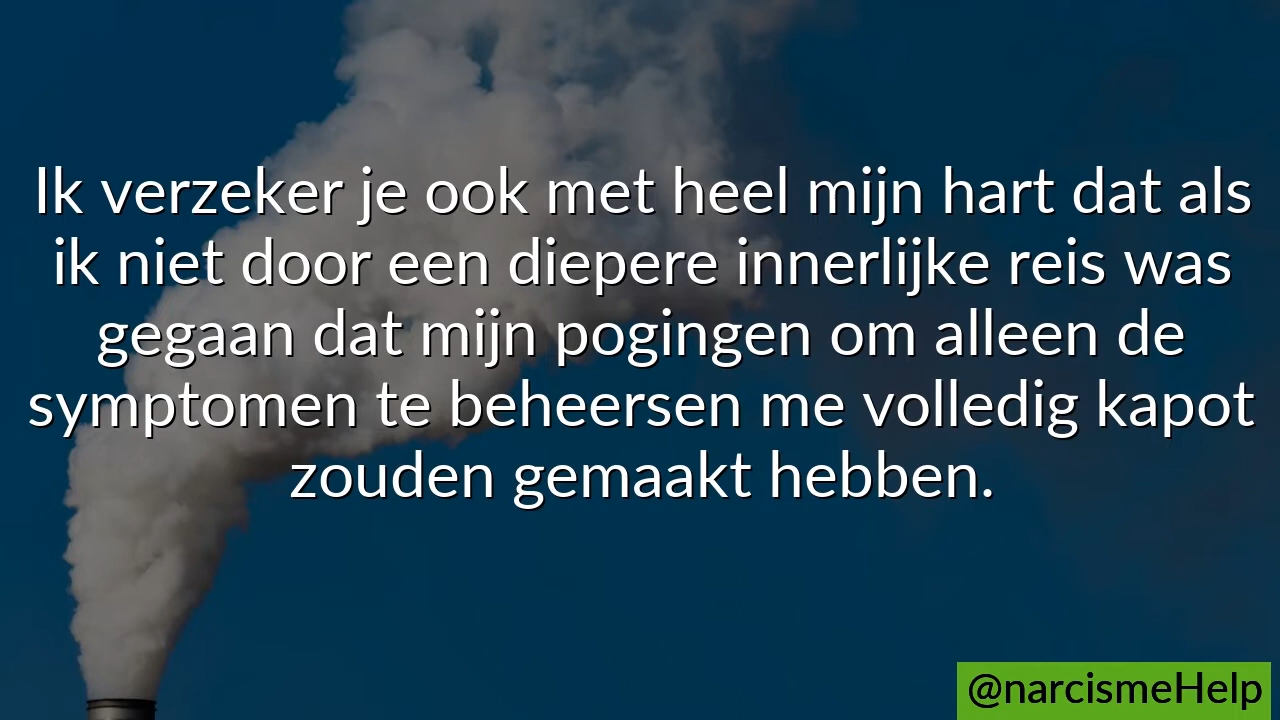 Ik verzeker je ook met heel mijn hart dat als
ik niet door een diepere innerlijke reis was
gegaan dat mijn pogingen om alleen de
symptomen te beheersen me volledig kapot
zouden gemaakt hebben.
@narcismeHelp